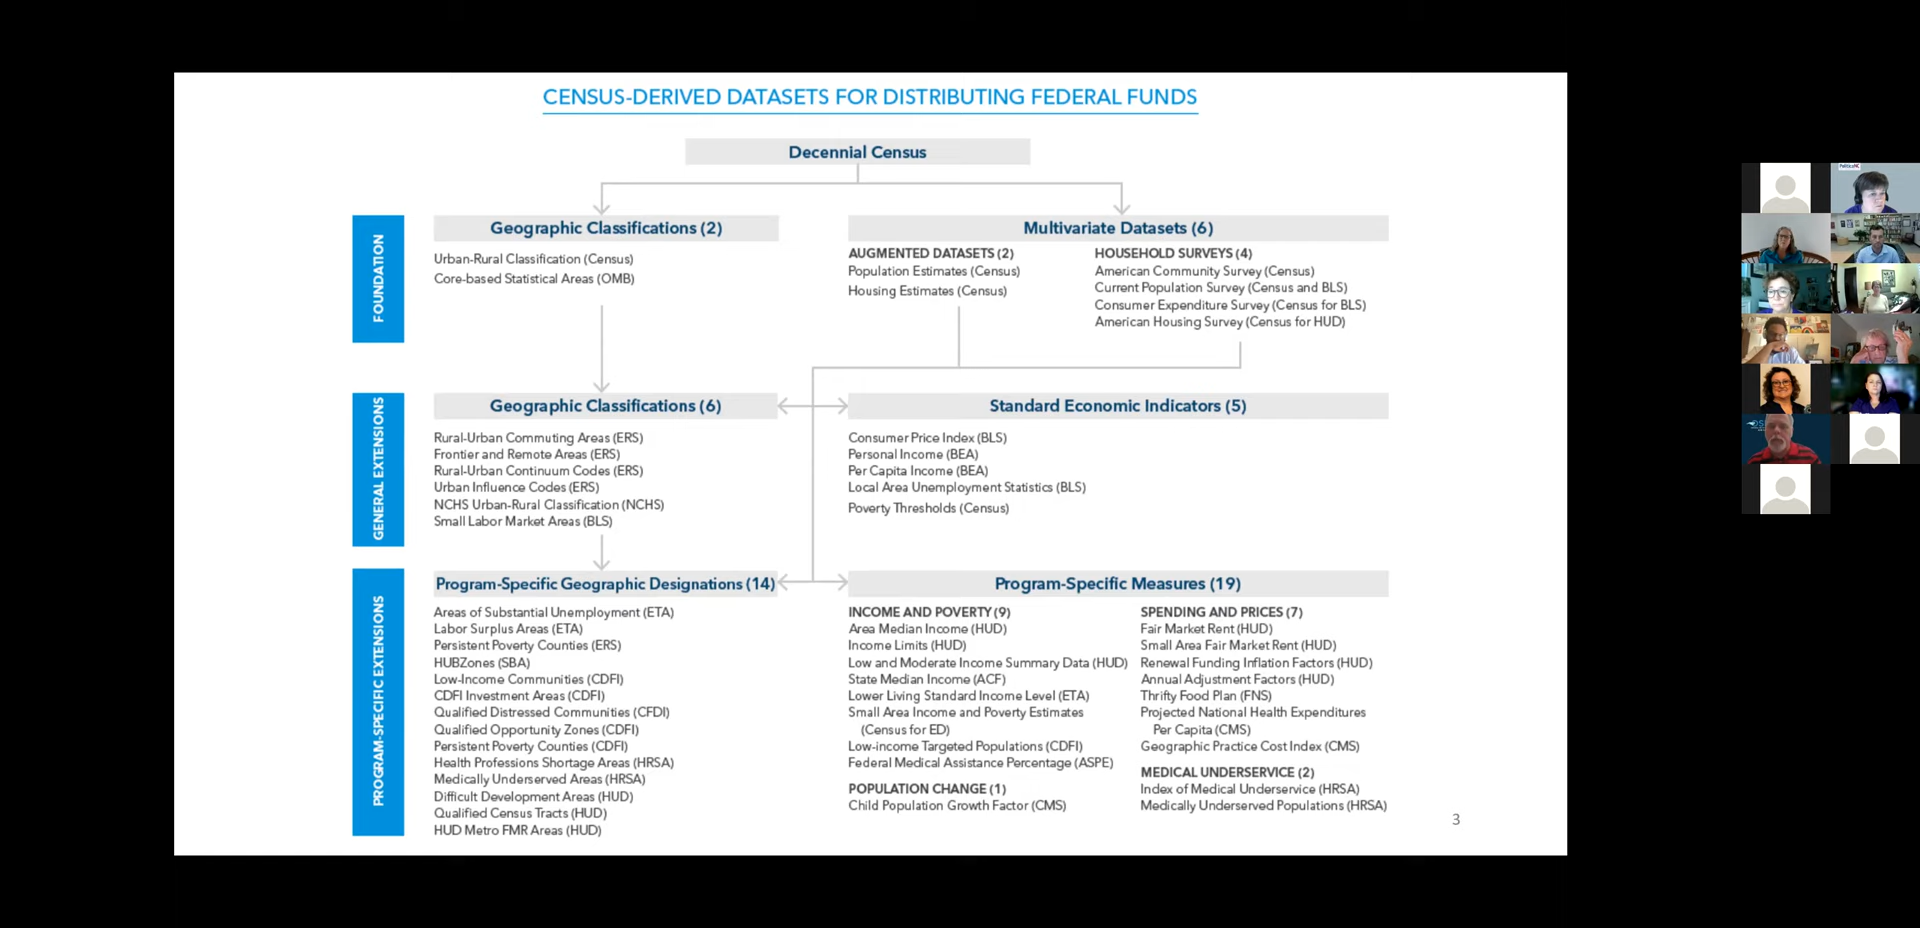 CENSUS-DERIVED DATASETS FOR DISTRIBUTING FEDERAL FUNDS
Decennial Census
FOUNDATION
Geographic Classifications (2)
Urban-Rural Classification (Census)
Core-based Statistical Areas (OMB)
Multivariate Datasets (6)
AUGMENTED DATASETS (2)
Population Estimates (Census)
Housing Estimates (Census)
HOUSEHOLD SURVEYS (4)
American Community Survey (Census)
Current Population Survey (Census and BLS)
Consumer Expenditure Survey (Census for BLS)
American Housing Survey (Census for HUD)
GENERAL EXTENSIONS
Geographic Classifications (6)
Rural-Urban Commuting Areas (ERS)
Frontier and Remote Areas (ERS)
Rural-Urban Continuum Codes (ERS)
Urban Influence Codes (ERS)
NCHS Urban-Rural Classification (NCHS)
Small Labor Market Areas (BLS)
Standard Economic Indicators (5)
Consumer Price Index (BLS)
Personal Income (BEA)
Per Capita Income (BEA)
Local Area Unemployment Statistics (BLS)
Poverty Thresholds (Census)
PROGRAM-SPECIFIC EXTENSIONS
Program-Specific Geographic Designations (14)
Areas of Substantial Unemployment (ETA)
Labor Surplus Areas (ETA)
Persistent Poverty Counties (ERS)
HUBZones (SBA)
Low-Income Communities (CDFI)
CDFI Investment Areas (CDFI)
Qualified Distressed Communities (CFDI)
Qualified Opportunity Zones (CDFI)
Persistent Poverty Counties (CDFI)
Health Professions Shortage Areas (HRSA)
Medically Underserved Areas (HRSA)
Difficult Development Areas (HUD)
Qualified Census Tracts (HUD)
HUD Metro FMR Areas (HUD)
Program-Specific Measures (19)
INCOME AND POVERTY (9)
Area Median Income (HUD)
Income Limits (HUD)
Low and Moderate Income Summary Data (HUD)
State Median Income (ACF)
Lower Living Standard Income Level (ETA)
Small Area Income and Poverty Estimates
(Census for ED)
Low-income Targeted Populations (CDFI)
Federal Medical Assistance Percentage (ASPE)
POPULATION CHANGE (1)
Child Population Growth Factor (CMS)
SPENDING AND PRICES (7)
Fair Market Rent (HUD)
Small Area Fair Market Rent (HUD)
Renewal Funding Inflation Factors (HUD)
Annual Adjustment Factors (HUD)
Thrifty Food Plan (FNS)
Projected National Health Expenditures
Per Capita (CMS)
Geographic Practice Cost Index (CMS)
MEDICAL UNDERSERVICE (2)
Index of Medical Underservice (HRSA)
Medically Underserved Populations (HRSA)
3